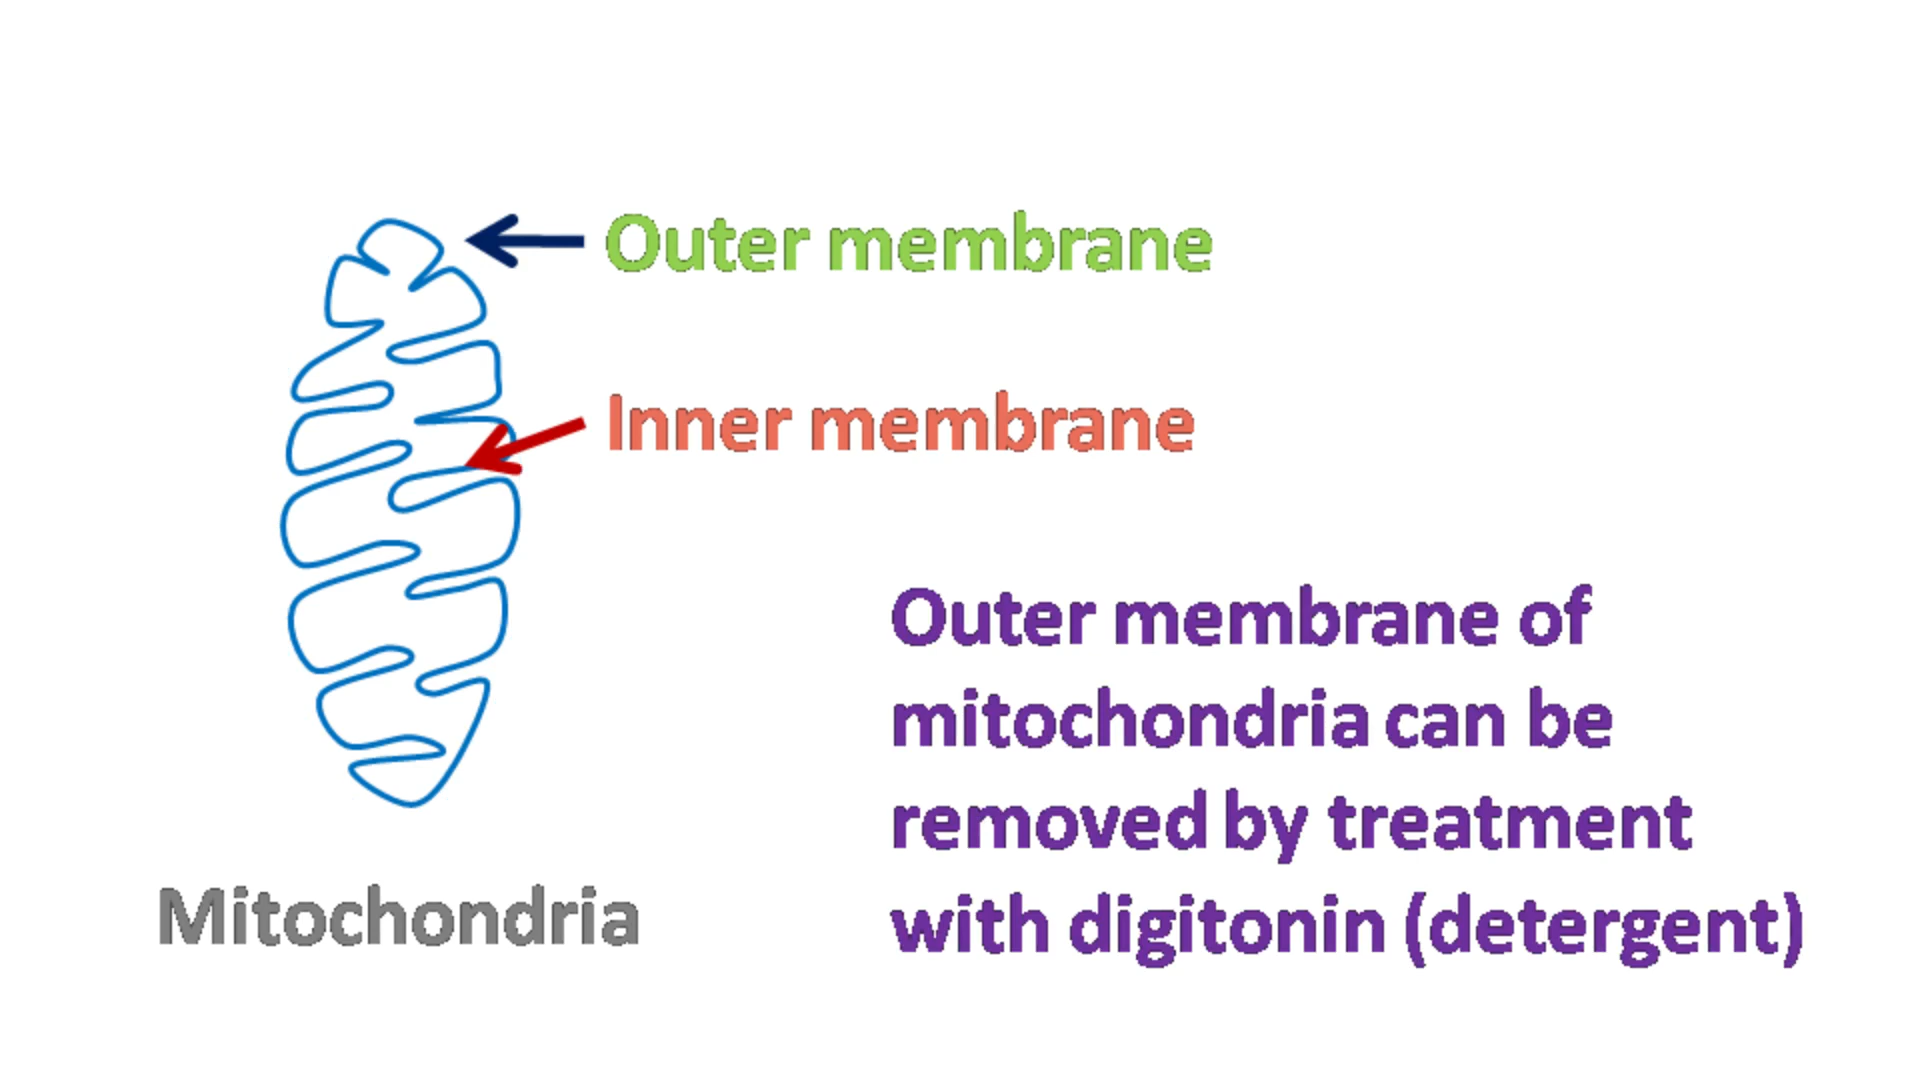 Outer membrane
Inner membrane
Outer membrane of
mitochondria can be
removed by treatment
with digitonin (detergent)
Mitochondria